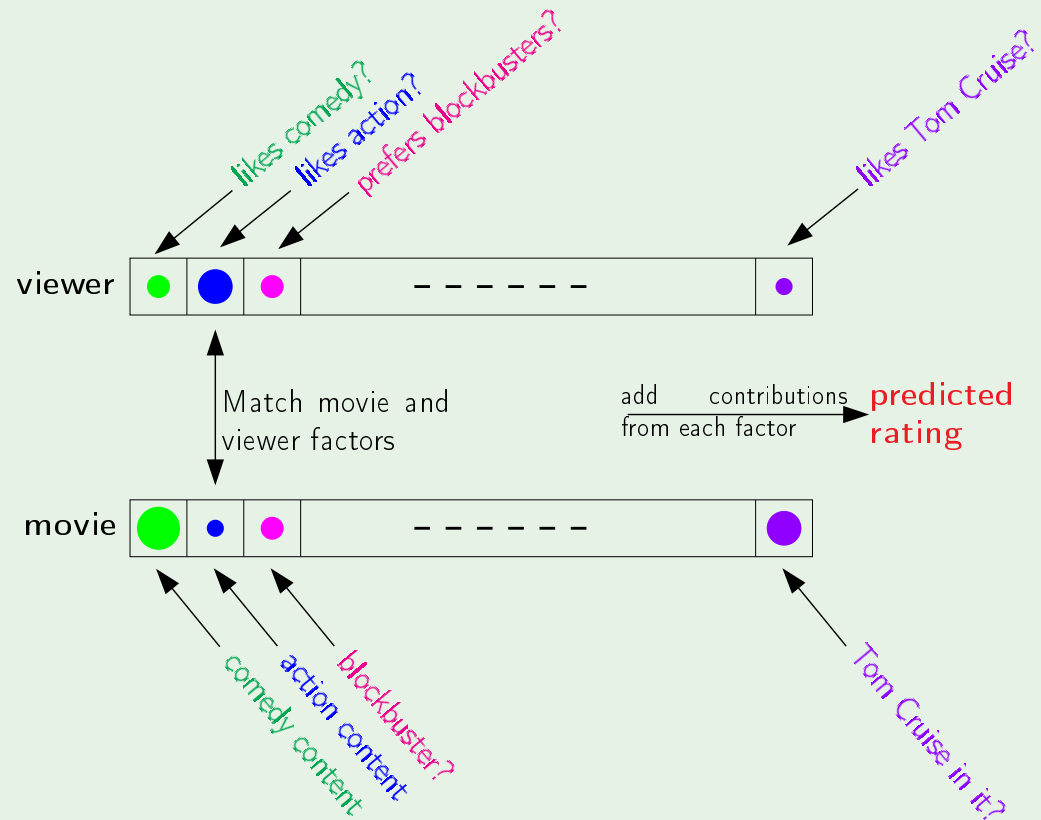 likes comedy?
likes action?
prefers blockbusters?
likes Tom Cruise?
viewer
Match movie and
viewer factors
add contributions
from each factor
predicted
rating
movie
comedy content
action content
blockbuster?
Tom Cruise in it?